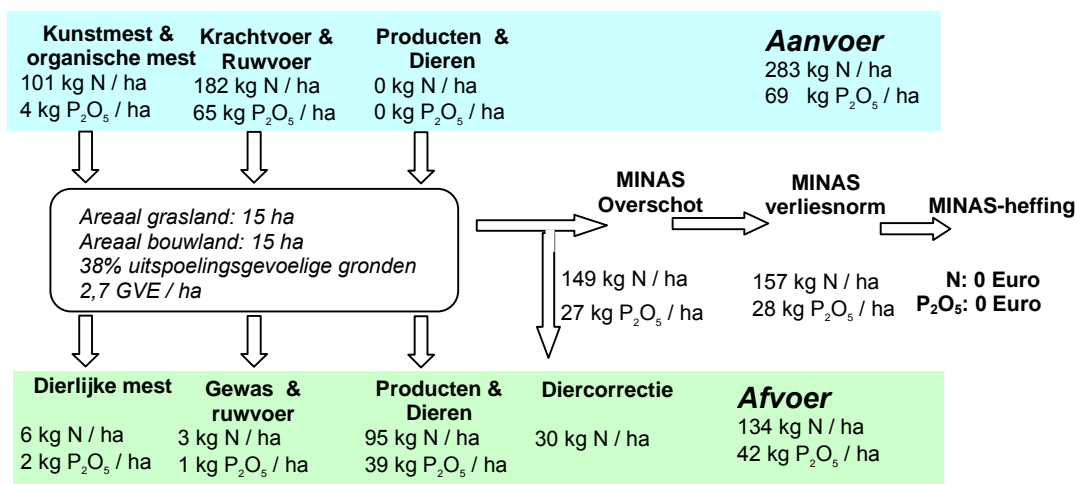 Kunstmest &
organische mest
101 kg N / ha
4 kg P₂O₅ / ha
Krachtvoer &
Ruwvoer
182 kg N / ha
65 kg P₂O₅ / ha
Producten &
Dieren
0 kg N / ha
0 kg P₂O₅ / ha
Aanvoer
283 kg N / ha
69 kg P₂O₅ / ha
Areaal grasland: 15 ha
Areaal bouwland: 15 ha
38% uitspoelingsgevoelige gronden
2,7 GVE / ha
MINAS
Overschot
149 kg N / ha
27 kg P₂O₅ / ha
MINAS
verliesnorm
157 kg N / ha
28 kg P₂O₅ / ha
MINAS-heffing
N: 0 Euro
P₂O₅: 0 Euro
Dierlijke mest
6 kg N / ha
2 kg P₂O₅ / ha
Gewas &
ruwvoer
3 kg N / ha
1 kg P₂O₅ / ha
Producten &
Dieren
95 kg N / ha
39 kg P₂O₅ / ha
Diercorrectie
30 kg N / ha
Afvoer
134 kg N / ha
42 kg P₂O₅ / ha